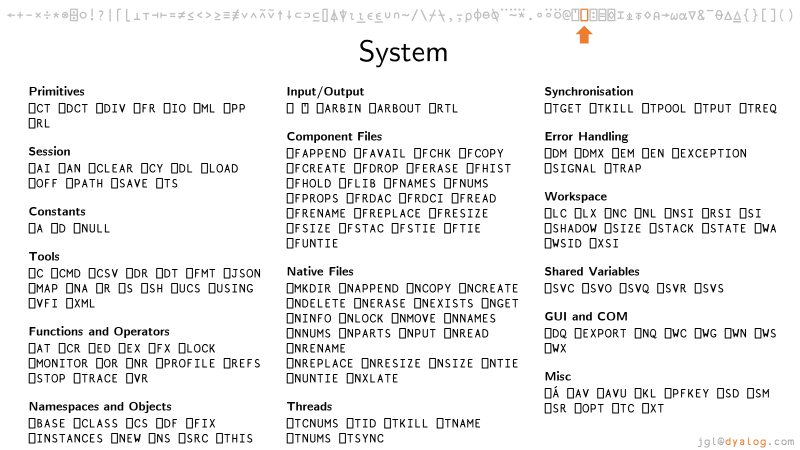 ←+-×÷*⍟⌹○!?|⌈⌊⊥⊤⊣⊢=≠≤<>≥≡≢∨∧⍲⍱↑↓⊂⊃⊆⌷⍋⍒⍳⍸∊⍷∪∩~/\⌿⍀,⍪⍴⌽⊖⍉¨⍨⍣.∘⍤⍥@⍞⎕⍠⌸⌺⌶⍎⍕⋄⍝→⍵⍺∇&¯⍬∆⍙{}[]()
System
Primitives
⎕CT ⎕DCT ⎕DIV ⎕FR ⎕IO ⎕ML ⎕PP
⎕RL
Session
⎕AI ⎕AN ⎕CLEAR ⎕CY ⎕DL ⎕LOAD
⎕OFF ⎕PATH ⎕SAVE ⎕TS
Constants
⎕A ⎕D ⎕NULL
Tools
⎕C ⎕CMD ⎕CSV ⎕DR ⎕DT ⎕FMT ⎕JSON
⎕MAP ⎕NA ⎕R ⎕S ⎕SH ⎕UCS ⎕USING
⎕VFI ⎕XML
Functions and Operators
⎕AT ⎕CR ⎕ED ⎕EX ⎕FX ⎕LOCK
⎕MONITOR ⎕OR ⎕NR ⎕PROFILE ⎕REFS
⎕STOP ⎕TRACE ⎕VR
Namespaces and Objects
⎕BASE ⎕CLASS ⎕CS ⎕DF ⎕FIX
⎕INSTANCES ⎕NEW ⎕NS ⎕SRC ⎕THIS
Input/Output
⎕ ⍞ ⎕ARBIN ⎕ARBOUT ⎕RTL
Component Files
⎕FAPPEND ⎕FAVAIL ⎕FCHK ⎕FCOPY
⎕FCREATE ⎕FDROP ⎕FERASE ⎕FHIST
⎕FHOLD ⎕FLIB ⎕FNAMES ⎕FNUMS
⎕FPROPS ⎕FRDAC ⎕FRDCI ⎕FREAD
⎕FRENAME ⎕FREPLACE ⎕FRESIZE
⎕FSIZE ⎕FSTAC ⎕FSTIE ⎕FTIE
⎕FUNTIE
Native Files
⎕MKDIR ⎕NAPPEND ⎕NCOPY ⎕NCREATE
⎕NDELETE ⎕NERASE ⎕NEXISTS ⎕NGET
⎕NINFO ⎕NLOCK ⎕NMOVE ⎕NNAMES
⎕NNUMS ⎕NPARTS ⎕NPUT ⎕NREAD
⎕NRENAME
⎕NREPLACE ⎕NRESIZE ⎕NSIZE ⎕NTIE
⎕NUNTIE ⎕NXLATE
Threads
⎕TCNUMS ⎕TID ⎕TKILL ⎕TNAME
⎕TNUMS ⎕TSYNC
Synchronisation
⎕TGET ⎕TKILL ⎕TPOOL ⎕TPUT ⎕TREQ
Error Handling
⎕DM ⎕DMX ⎕EM ⎕EN ⎕EXCEPTION
⎕SIGNAL ⎕TRAP
Workspace
⎕LC ⎕LX ⎕NC ⎕NL ⎕NSI ⎕RSI ⎕SI
⎕SHADOW ⎕SIZE ⎕STACK ⎕STATE ⎕WA
⎕WSID ⎕XSI
Shared Variables
⎕SVC ⎕SVO ⎕SVQ ⎕SVR ⎕SVS
GUI and COM
⎕DQ ⎕EXPORT ⎕NQ ⎕WC ⎕WG ⎕WN ⎕WS
⎕WX
Misc
⎕Á ⎕AV ⎕AVU ⎕KL ⎕PFKEY ⎕SD ⎕SM
⎕SR ⎕OPT ⎕TC ⎕XT
jgl@dyalog.com